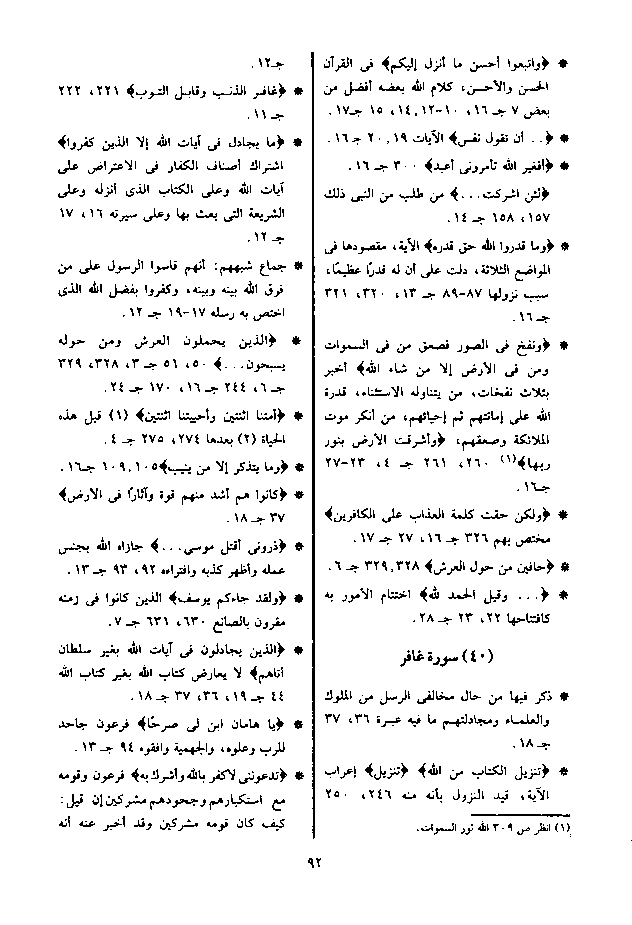 * ﴿واتبعوا أحسن ما أنزل إليكم﴾ فى القرآن
الحسن والأحسن، كلام الله بعضه أفضل من
بعض ٧ جـ ١٦، ١٠-١٤،١٢، ١٥ جـ١٧.
* ﴿.. أن تقول نفس﴾ الآيات ٢٠,١٩ جـ ١٦.
* ﴿أفغير الله تأمرونى أعبد﴾ ٣٠٠ جـ ١٦.
* ﴿لئن اشركت...﴾ من طلب من النبى ذلك
١٥٧، ١٥٨ جـ ١٤.
* ﴿وما قدروا الله حق قدره﴾ الآية، مقصودها فى
المواضع الثلاثة، دلت على أن له قدرًا عظيمًا،
سبب نزولها ٨٧-٨٩ جـ ١٣، ٣٢٠، ٣٢١
جـ١٦.
* ﴿ونفخ فى الصور فصعق من فى السموات
ومن فى الأرض إلا من شاء الله﴾ أخبر
بثلاث نفخات، من يتناوله الاستثناء، قدرة
الله على إماتتهم ثم إحيائهم، من أنكر موت
الملائكة وصعقهم، ﴿وأشرقت الأرض بنور
ربها﴾(١) ٢٦٠، ٢٦١ جـ ٤، ٢٣-٢٧
جـ١٦.
* ﴿ولكن حقت كلمة العذاب على الكافرين﴾
مختص بهم ٣٢٦ جـ ١٦، ٢٧ جـ ١٧.
* ﴿حافين من حول العرش﴾ ٣٢٩,٣٢٨ جـ ٦.
* ﴿... وقيل الحمد لله﴾ اختتام الأمور به
كافتتاحها ٢٢، ٢٣ جـ ٢٨.
(٤٠) سورة غافر
* ذكر فيها من حال مخالفى الرسل من الملوك
والعلماء ومجادلتهم ما فيه عبرة ٣٦، ٣٧
جـ ١٨.
* ﴿تنزيل الكتاب من الله﴾ ﴿تنزيل﴾ إعراب
الآية، قيد النزول بأنه منه ٢٤٦، ٢٥٠
(١) انظر ص ٣٠٩ الله نور السموات.
جـ١٢.
* ﴿غافر الذنب وقابل التوب﴾ ٢٢١، ٢٢٢
جـ ١١.
* ﴿ما يجادل فى آيات الله إلا الذين كفروا﴾
اشتراك أصناف الكفار فى الاعتراض على
آيات الله وعلى الكتاب الذى أنزله وعلى
الشريعة التى بعث بها وعلى سيرته ١٦، ١٧
جـ ١٢.
* جماع شبههم: أنهم قاسوا الرسول على من
فرق الله بينه وبينه، وكفروا بفضل الله الذى
اختص به رسله ١٧-١٩ جـ ١٢.
* ﴿الذين يحملون العرش ومن حوله
يسبحون...﴾ ٥٠، ٥١ جـ ٣، ٣٢٨، ٣٢٩
جـ ٦، ٢٤٤ جـ ١٦، ١٧٠ جـ ٢٤.
* ﴿أمتنا اثنتين وأحييتنا اثنتين﴾ (١) قبل هذه
الحياة (٢) بعدها ٢٧٤، ٢٧٥ جـ ٤.
* ﴿وما يتذكر إلا من ينيب﴾١٠٩,١٠٥ جـ١٦.
* ﴿كانوا هم أشد منهم قوة وآثارًا فى الأرض﴾
٣٧ جـ ١٨.
* ﴿ذرونى أقتل موسى...﴾ جازاه الله بجنس
عمله وأظهر كذبه وافتراءه ٩٢، ٩٣ جـ ١٣.
* ﴿ولقد جاءكم يوسف﴾ الذين كانوا فى زمنه
مقرون بالصانع ٦٣٠، ٦٣١ جـ ٧.
* ﴿الذين يجادلون فى آيات الله بغير سلطان
أتاهم﴾ لا يعارض كتاب الله بغير كتاب الله
٤٤ جـ ١٩، ٣٦، ٣٧ جـ ١٨.
* ﴿يا هامان ابن لى صرحًا﴾ فرعون جاحد
للرب وعلوه، والجهمية وافقوه ٩٤ جـ ١٣.
* ﴿تدعوننى لأكفر بالله وأشرك به﴾ فرعون وقومه
مع استكبارهم وجحودهم مشركين إن قيل:
كيف كان قومه مشركين وقد أخبر عنه أنه
٩٢